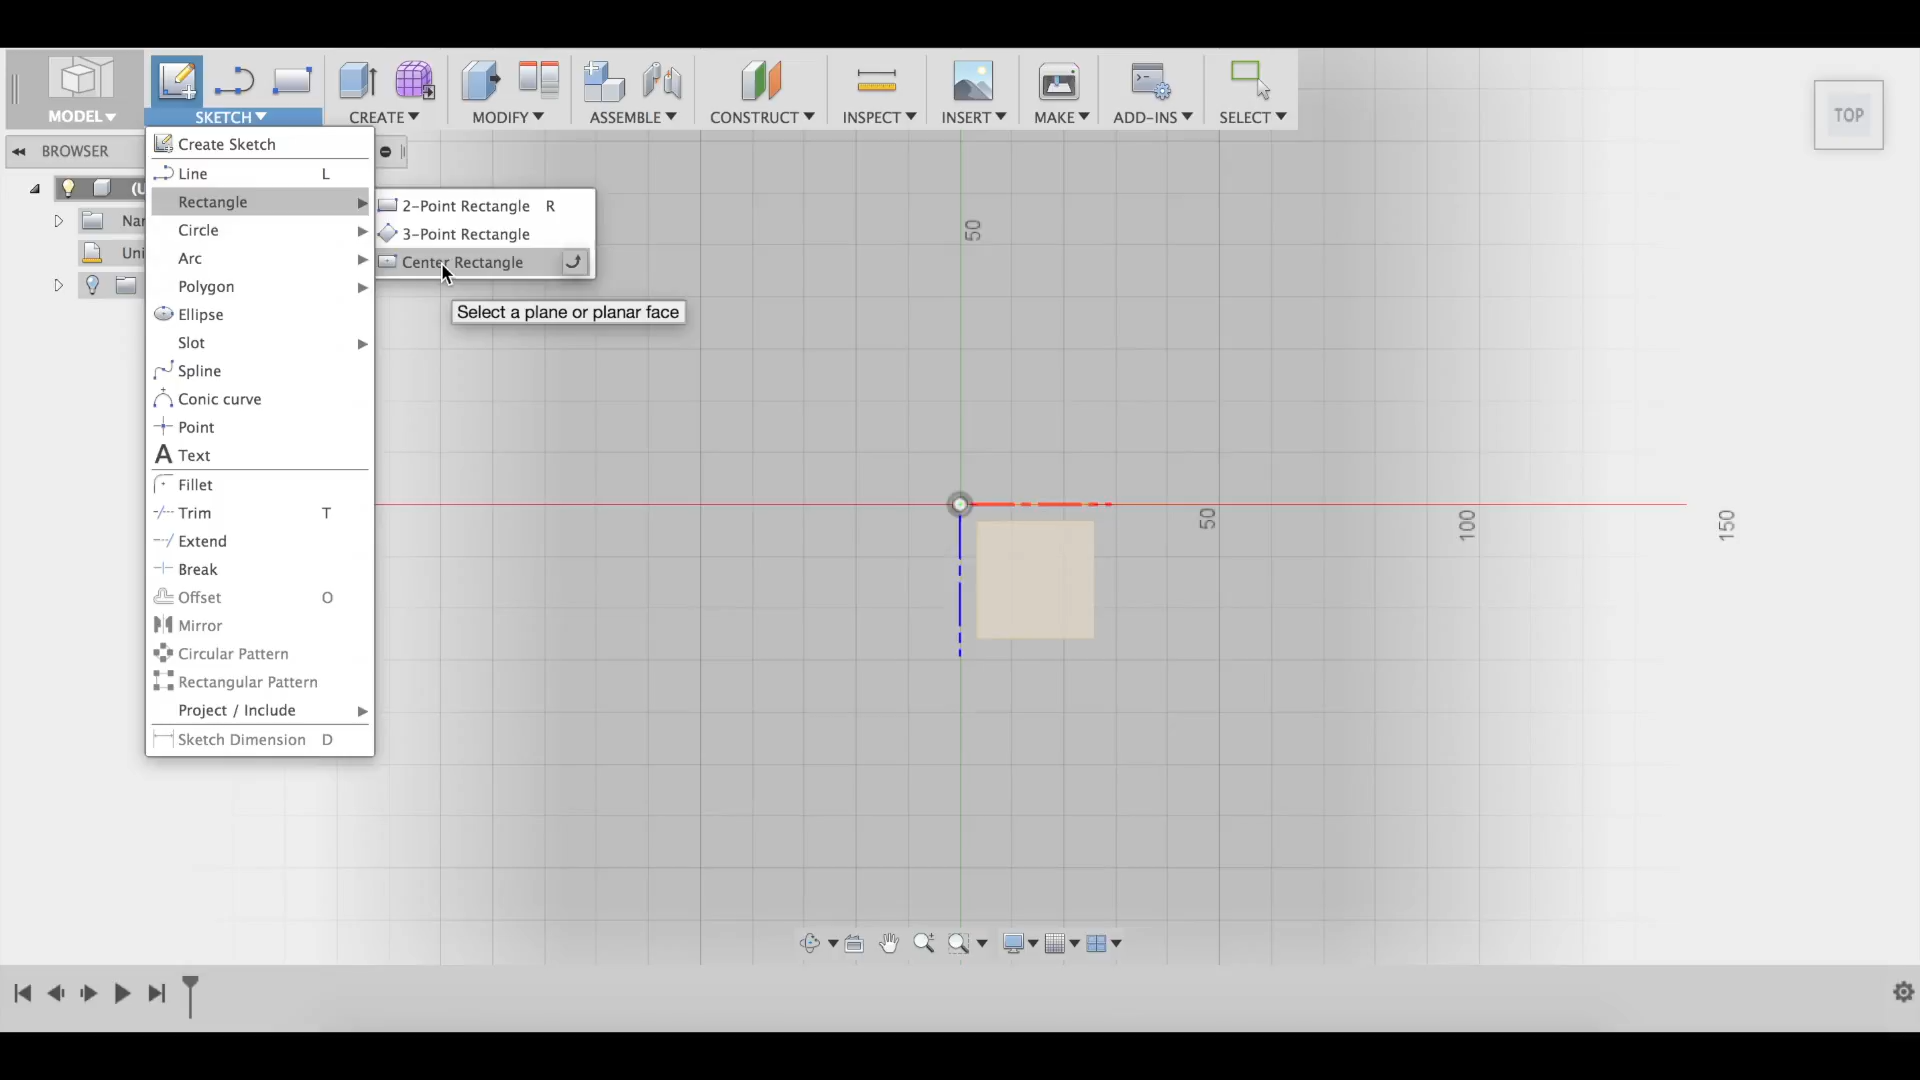 MODEL
SKETCH
CREATE
MODIFY
ASSEMBLE
CONSTRUCT
INSPECT
INSERT
MAKE
ADD-INS
SELECT
TOP
BROWSER
(U
Nar
Uni
Create Sketch
Line L
Rectangle
Circle
Arc
Polygon
Ellipse
Slot
Spline
Conic curve
Point
A Text
Fillet
Trim T
Extend
Break
Offset O
Mirror
Circular Pattern
Rectangular Pattern
Project / Include
Sketch Dimension D
2-Point Rectangle R
3-Point Rectangle
Center Rectangle
Select a plane or planar face
50
50
100
150